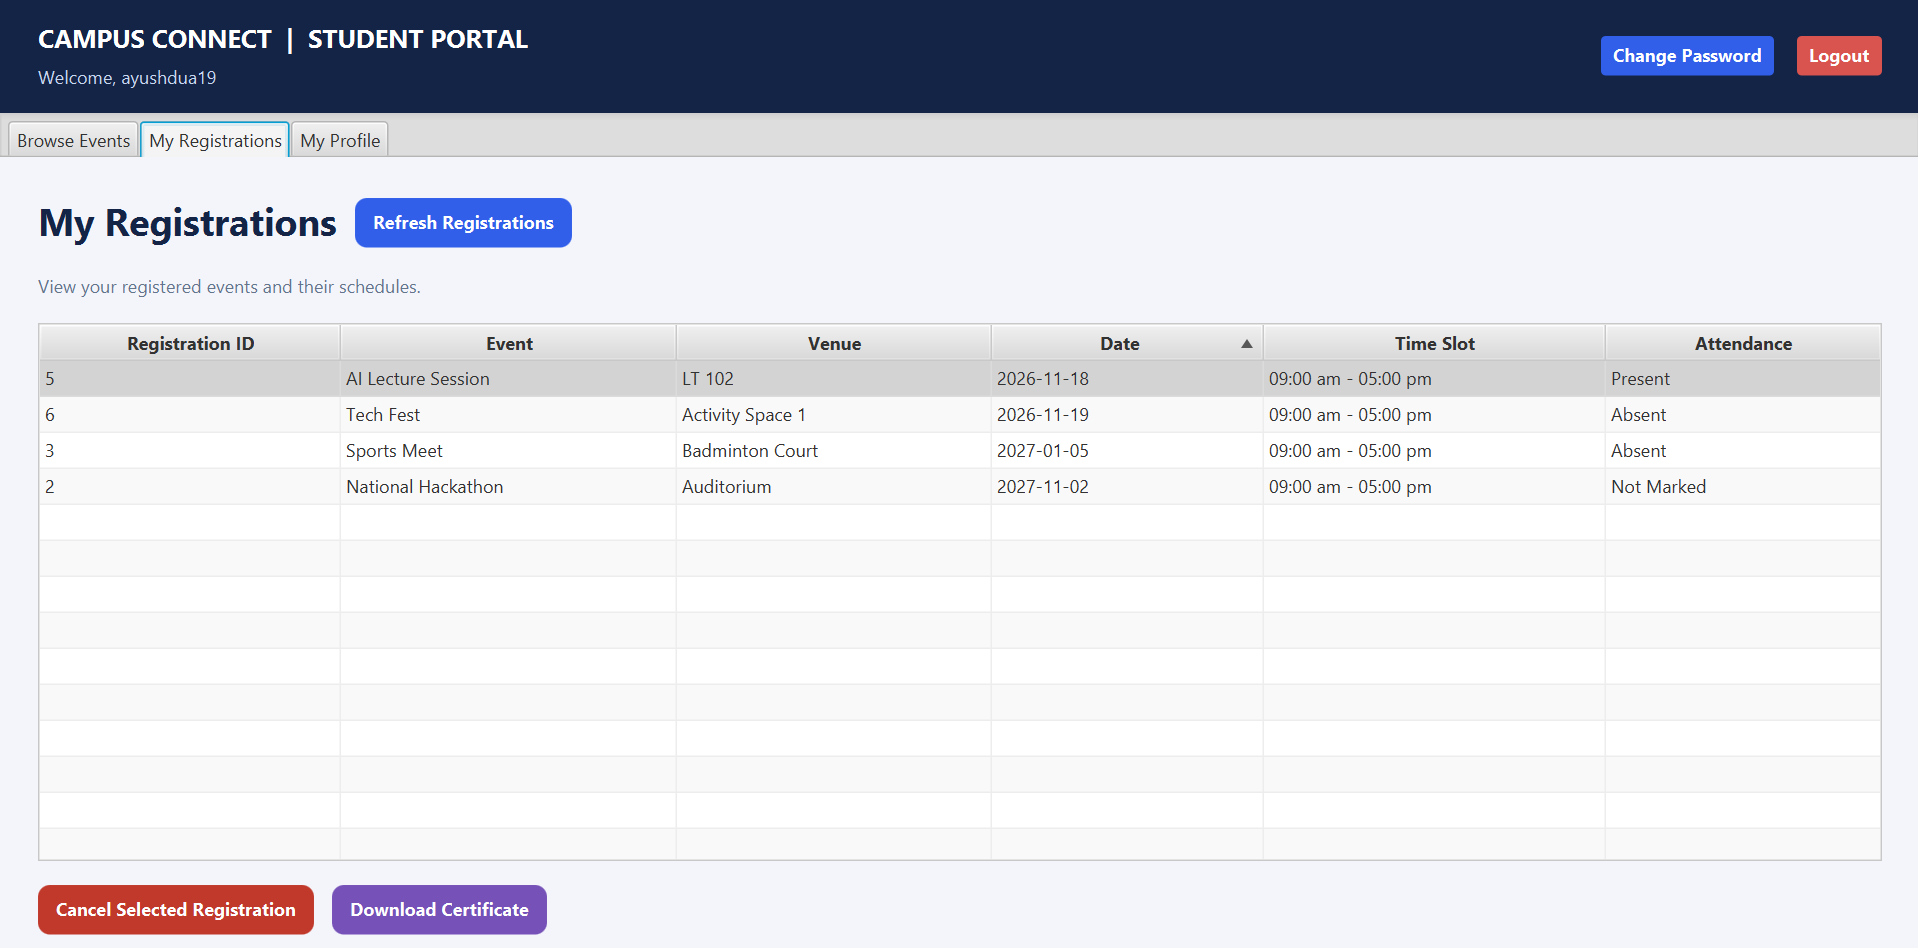 CAMPUS CONNECT | STUDENT PORTAL
Welcome, ayushdua19
Change Password
Logout
Browse Events
My Registrations
My Profile
My Registrations
Refresh Registrations
View your registered events and their schedules.
Registration ID Event Venue Date Time Slot Attendance
5 AI Lecture Session LT 102 2026-11-18 09:00 am - 05:00 pm Present
6 Tech Fest Activity Space 1 2026-11-19 09:00 am - 05:00 pm Absent
3 Sports Meet Badminton Court 2027-01-05 09:00 am - 05:00 pm Absent
2 National Hackathon Auditorium 2027-11-02 09:00 am - 05:00 pm Not Marked
Cancel Selected Registration
Download Certificate